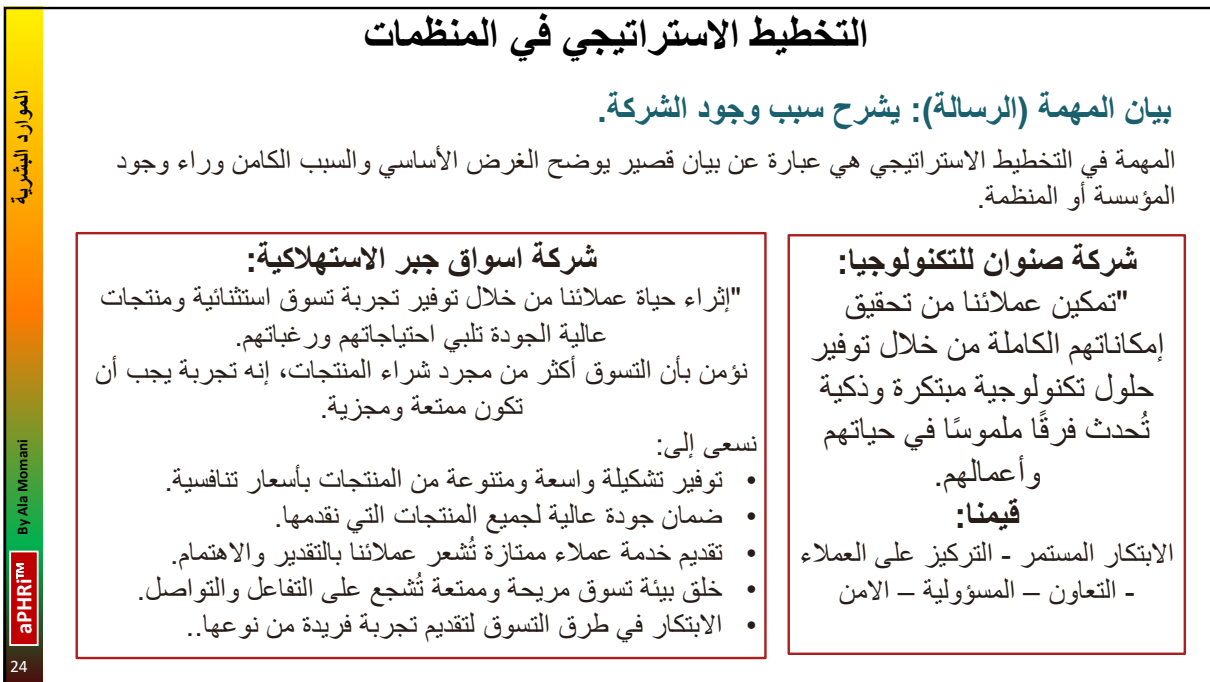 التخطيط الاستراتيجي في المنظمات
بيان المهمة (الرسالة): يشرح سبب وجود الشركة.
المهمة في التخطيط الاستراتيجي هي عبارة عن بيان قصير يوضح الغرض الأساسي والسبب الكامن وراء وجود
المؤسسة أو المنظمة.
شركة صنوان للتكنولوجيا:
"تمكين عملائنا من تحقيق
إمكاناتهم الكاملة من خلال توفير
حلول تكنولوجية مبتكرة وذكية
تُحدث فرقًا ملموسًا في حياتهم
وأعمالهم.
قيمنا:
الابتكار المستمر - التركيز على العملاء
- التعاون – المسؤولية – الامن
شركة اسواق جبر الاستهلاكية:
"إثراء حياة عملائنا من خلال توفير تجربة تسوق استثنائية ومنتجات
عالية الجودة تلبي احتياجاتهم ورغباتهم.
نؤمن بأن التسوق أكثر من مجرد شراء المنتجات، إنه تجربة يجب أن
تكون ممتعة ومجزية.
نسعى إلى:
• توفير تشكيلة واسعة ومتنوعة من المنتجات بأسعار تنافسية.
• ضمان جودة عالية لجميع المنتجات التي نقدمها.
• تقديم خدمة عملاء ممتازة تُشعر عملائنا بالتقدير والاهتمام.
• خلق بيئة تسوق مريحة وممتعة تُشجع على التفاعل والتواصل.
• الابتكار في طرق التسوق لتقديم تجربة فريدة من نوعها..
الموارد البشرية
By Ala Momani
aPHRi™
24